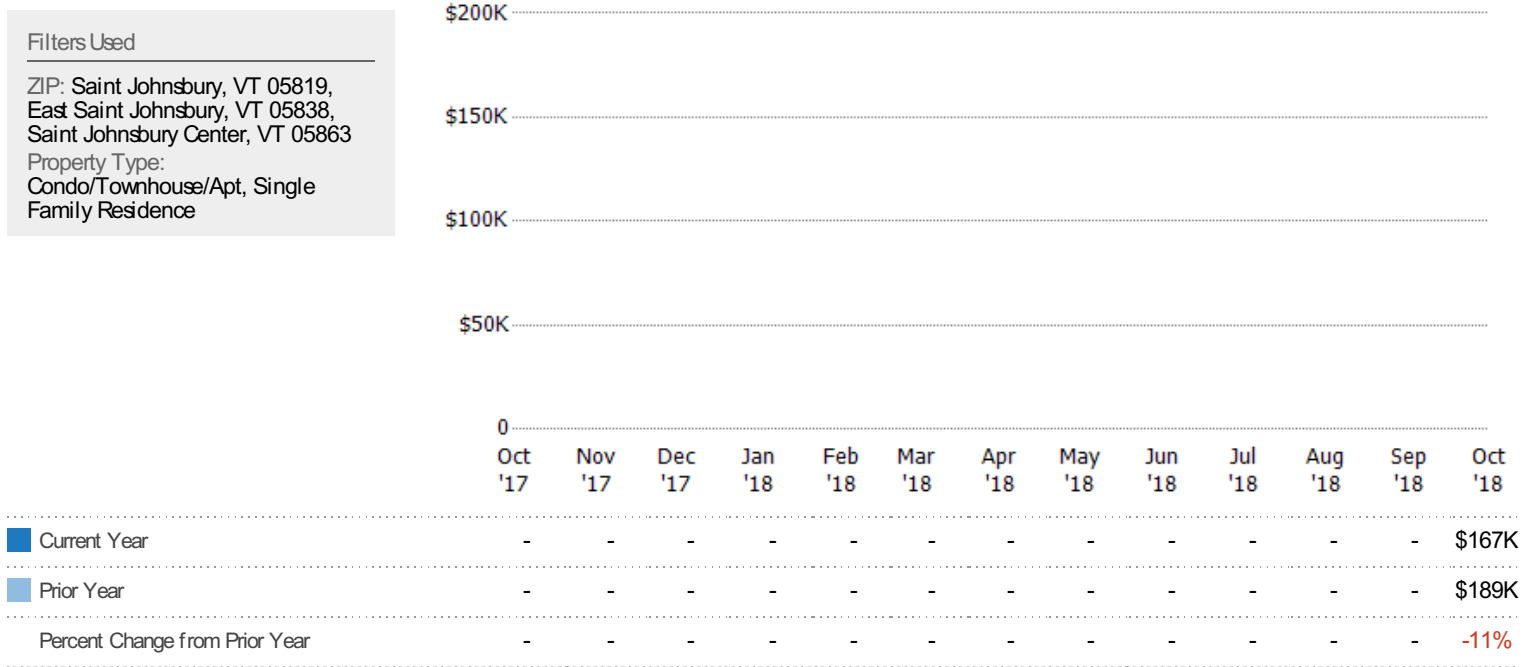 Filters Used
ZIP: Saint Johnsbury, VT 05819,
East Saint Johnsbury, VT 05838,
Saint Johnsbury Center, VT 05863
Property Type:
Condo/Townhouse/Apt, Single
Family Residence
$200K
$150K
$100K
$50K
0
Oct Nov Dec Jan Feb Mar Apr May Jun Jul Aug Sep Oct
'17 '17 '17 '18 '18 '18 '18 '18 '18 '18 '18 '18 '18
Current Year - - - - - - - - - - - - $167K
Prior Year - - - - - - - - - - - - $189K
Percent Change from Prior Year - - - - - - - - - - - - -11%